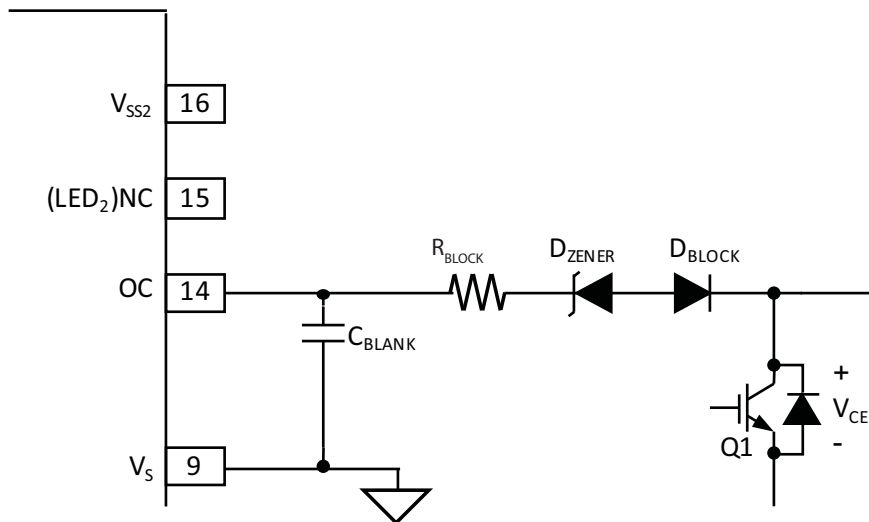 V_SS2 16
(LED_2)NC 15
OC 14
R_BLOCK D_ZENER D_BLOCK
C_BLANK
V_S 9
+
V_CE
-
Q1